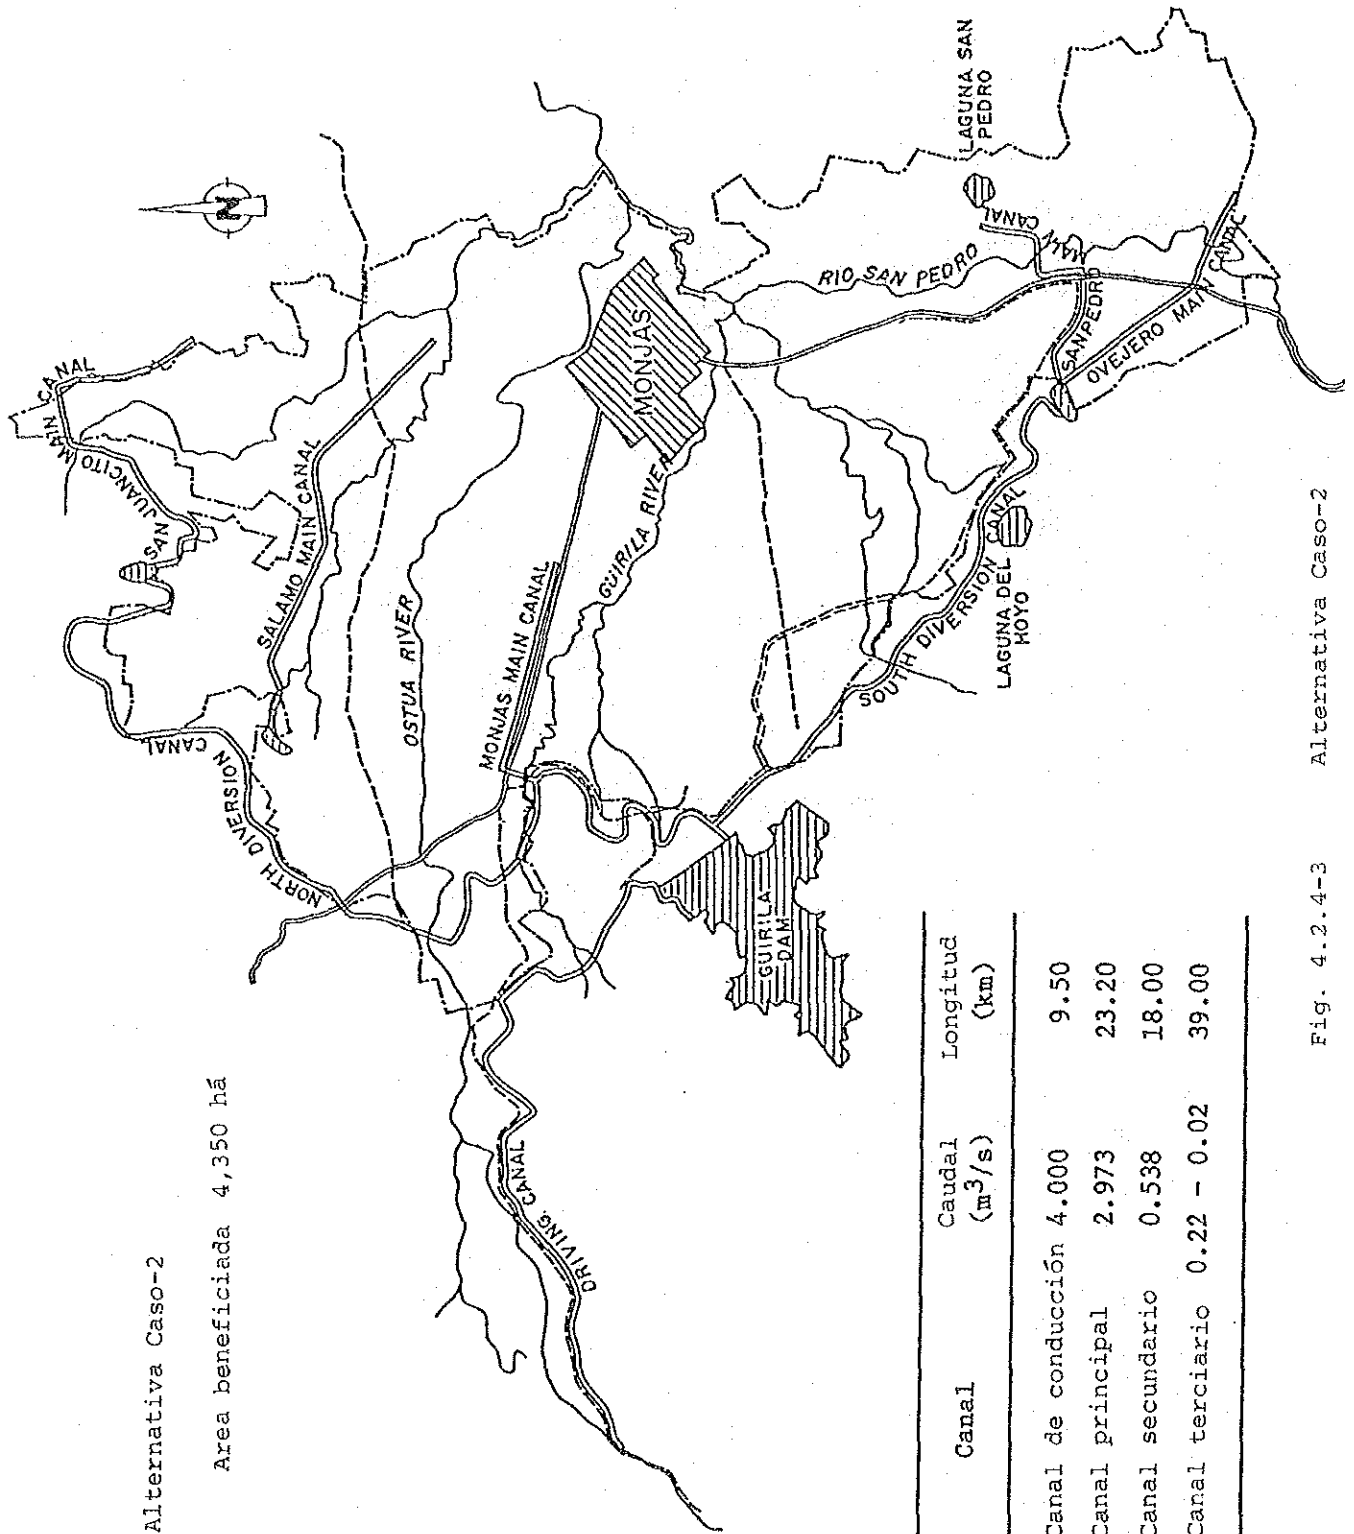 Alternativa Caso-2
Area beneficiada 4,350 há
N
SAN JUANCITO MAIN CANAL
SALAMO MAIN CANAL
NORTH DIVERSION CANAL
OSTUA RIVER
MONJAS MAIN CANAL
MONJAS
GÜIRILA RIVER
RIO SAN PEDRO
LAGUNA SAN
PEDRO
SAN PEDRO MAIN CANAL
OVEJERO MAIN CANAL
SOUTH DIVERSION CANAL
LAGUNA DEL
HOYO
GUIRILA
DAM
DRIVING CANAL
Canal Caudal Longitud
(m³/s) (km)
Canal de conducción 4.000 9.50
Canal principal 2.973 23.20
Canal secundario 0.538 18.00
Canal terciario 0.22 - 0.02 39.00
Fig. 4.2.4-3 Alternativa Caso-2